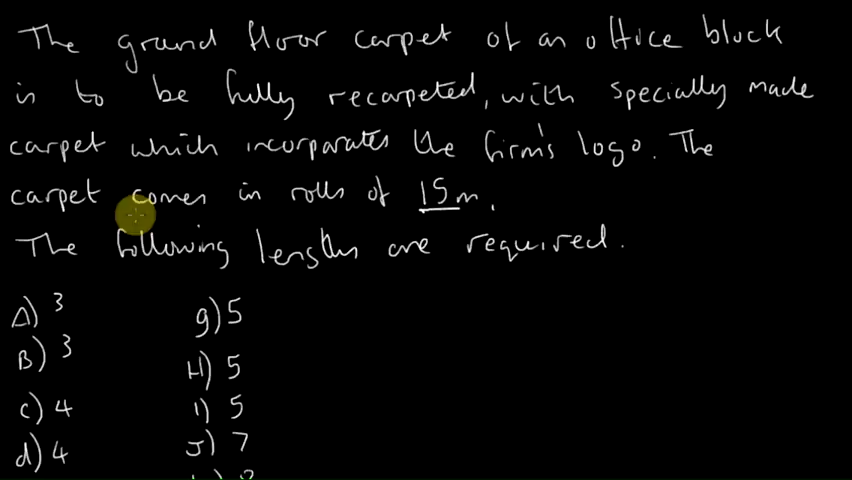 The ground floor carpet of an office block
is to be fully recarpeted, with specially made
carpet which incorporates the firm's logo. The
carpet comes in rolls of 15m.
The following lengths are required.
A) 3
B) 3
c) 4
d) 4
g) 5
H) 5
I) 5
J) 7